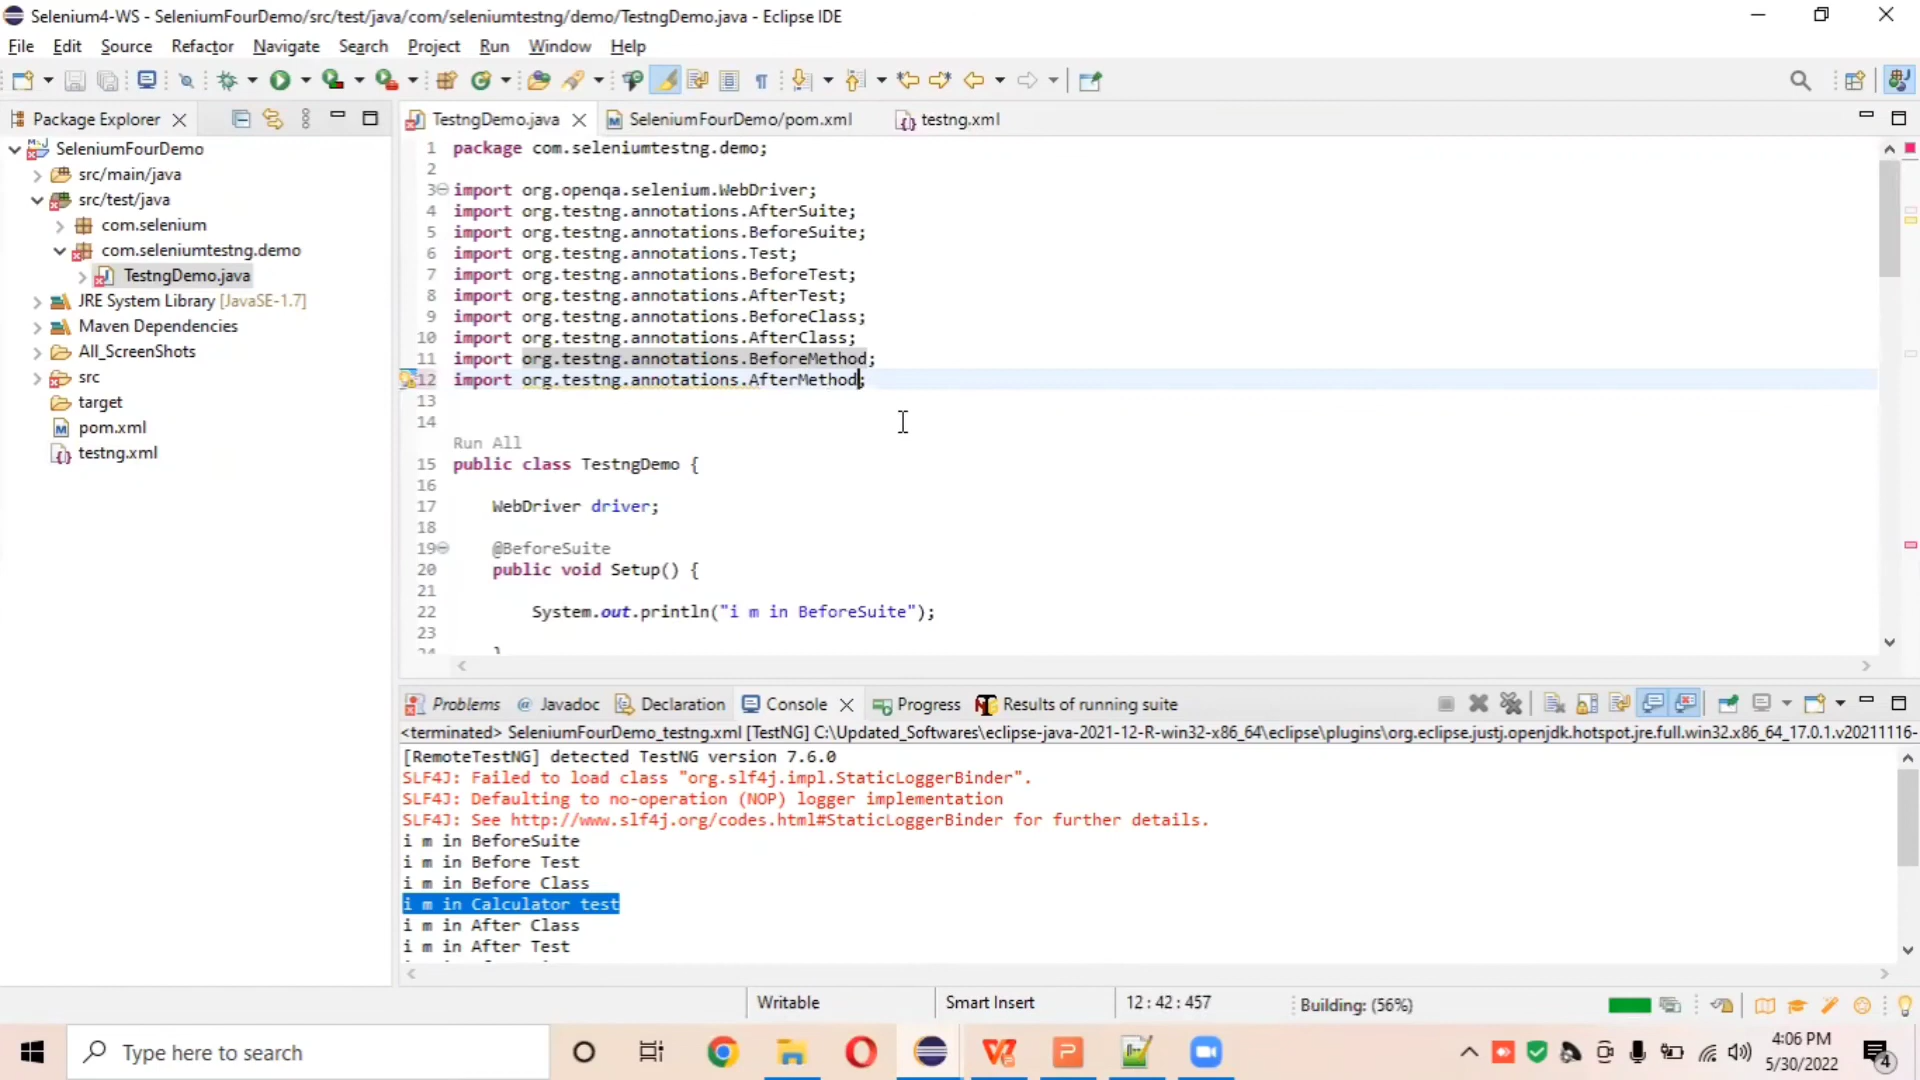 Selenium4-WS - SeleniumFourDemo/src/test/java/com/seleniumtestng/demo/TestngDemo.java - Eclipse IDE
File Edit Source Refactor Navigate Search Project Run Window Help
Package Explorer
TestngDemo.java
SeleniumFourDemo/pom.xml
testng.xml
SeleniumFourDemo
src/main/java
src/test/java
com.selenium
com.seleniumtestng.demo
TestngDemo.java
JRE System Library [JavaSE-1.7]
Maven Dependencies
All_ScreenShots
src
target
pom.xml
testng.xml
1 package com.seleniumtestng.demo;
2
3 import org.openqa.selenium.WebDriver;
4 import org.testng.annotations.AfterSuite;
5 import org.testng.annotations.BeforeSuite;
6 import org.testng.annotations.Test;
7 import org.testng.annotations.BeforeTest;
8 import org.testng.annotations.AfterTest;
9 import org.testng.annotations.BeforeClass;
10 import org.testng.annotations.AfterClass;
11 import org.testng.annotations.BeforeMethod;
12 import org.testng.annotations.AfterMethod;
13
14
Run All
15 public class TestngDemo {
16
17 WebDriver driver;
18
19 @BeforeSuite
20 public void Setup() {
21
22 System.out.println("i m in BeforeSuite");
23
24 }
Problems Javadoc Declaration Console Progress Results of running suite
<terminated> SeleniumFourDemo_testng.xml [TestNG] C:\Updated_Softwares\eclipse-java-2021-12-R-win32-x86_64\eclipse\plugins\org.eclipse.justj.openjdk.hotspot.jre.full.win32.x86_64_17.0.1.v20211116-
[RemoteTestNG] detected TestNG version 7.6.0
SLF4J: Failed to load class "org.slf4j.impl.StaticLoggerBinder".
SLF4J: Defaulting to no-operation (NOP) logger implementation
SLF4J: See http://www.slf4j.org/codes.html#StaticLoggerBinder for further details.
i m in BeforeSuite
i m in Before Test
i m in Before Class
i m in Calculator test
i m in After Class
i m in After Test
Writable
Smart Insert
12 : 42 : 457
Building: (56%)
Type here to search
4:06 PM
5/30/2022
4